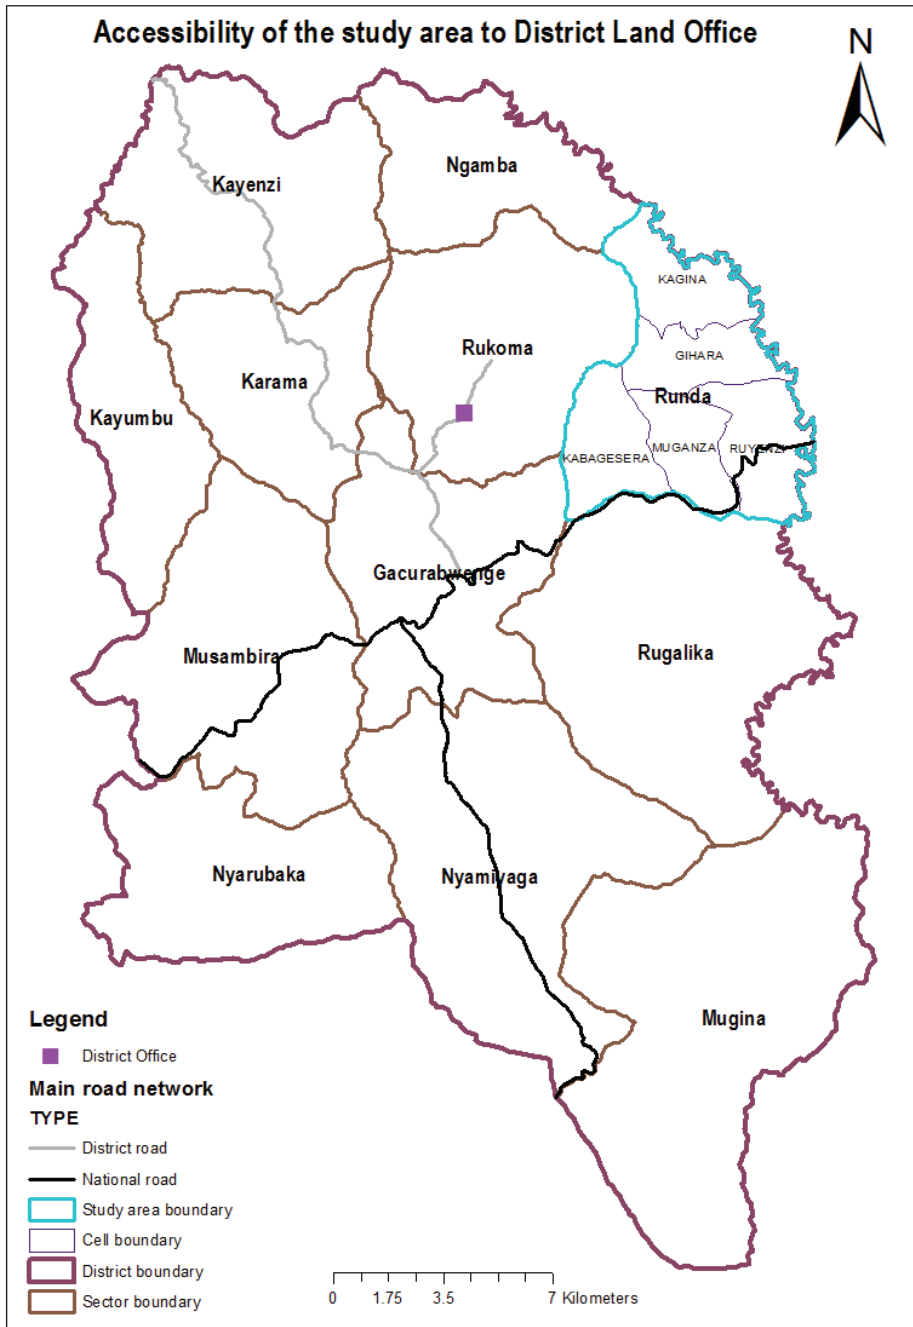 Accessibility of the study area to District Land Office
N
Ngamba
Kayenzi
KAGINA
Rukoma
GIHARA
Karama
Runda
Kayumbu
KABAGESERA
MUGANZA
RUYENZI
Gacurabwenge
Musambira
Rugalika
Nyarubaka
Nyamiyaga
Mugina
Legend
District Office
Main road network
TYPE
District road
National road
Study area boundary
Cell boundary
District boundary
Sector boundary
0 1.75 3.5 7 Kilometers